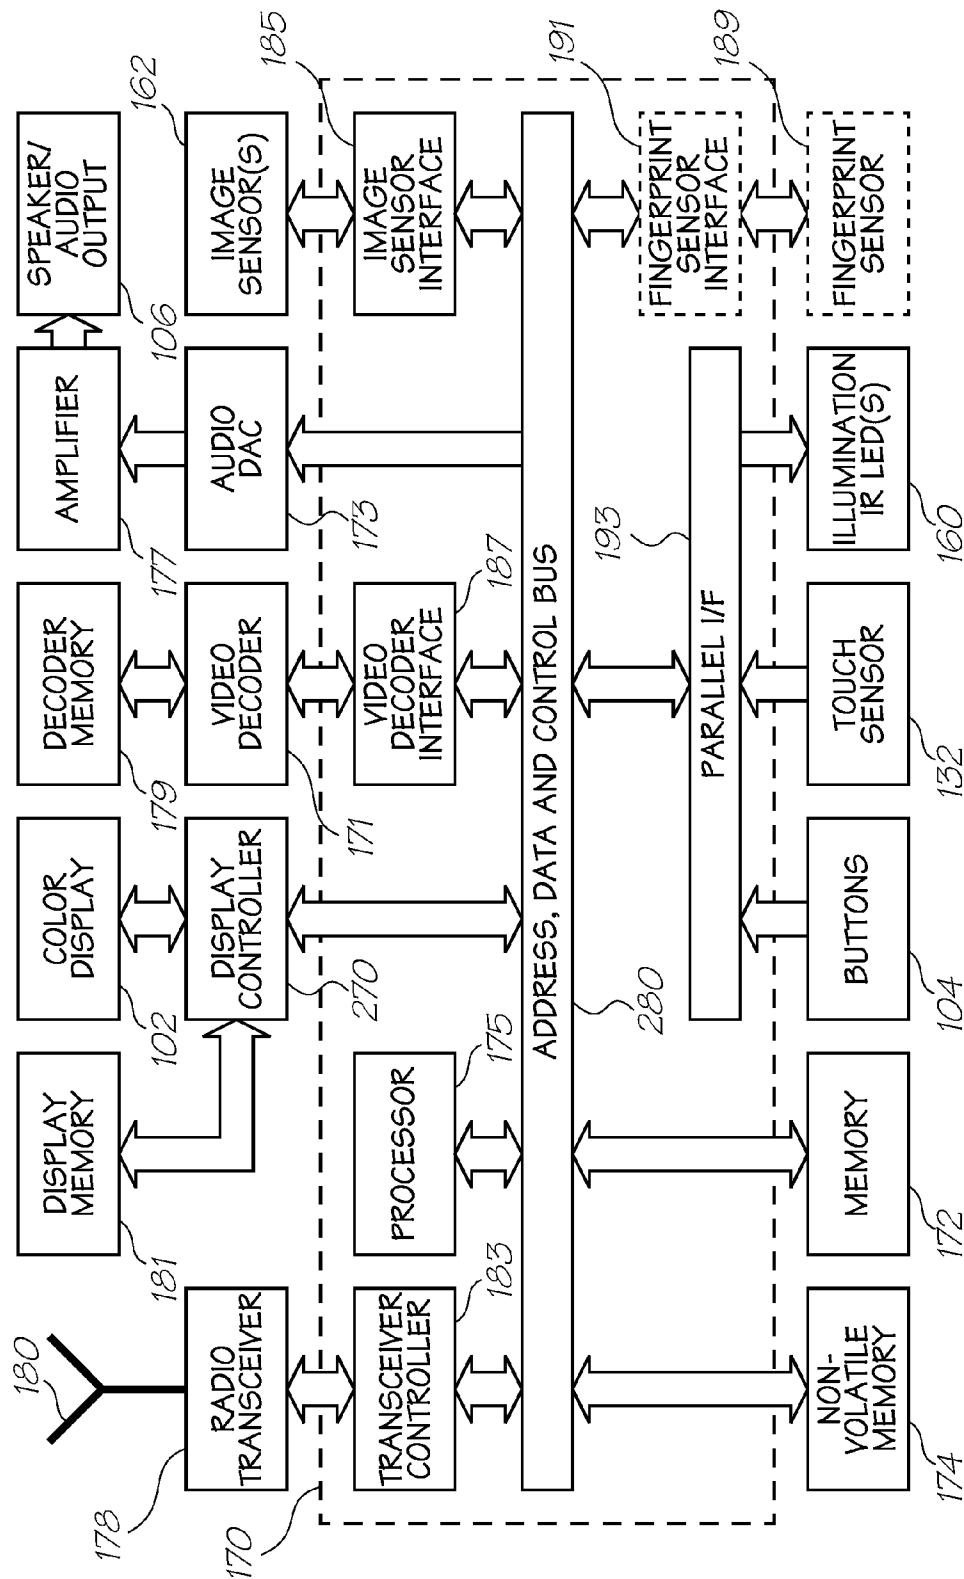 180
178
RADIO
TRANSCEIVER
DISPLAY
MEMORY
181
COLOR
DISPLAY
102
DECODER
MEMORY
179
AMPLIFIER
177
SPEAKER/
AUDIO
OUTPUT
106
DISPLAY
CONTROLLER
270
VIDEO
DECODER
171
AUDIO
DAC
173
IMAGE
SENSOR(S)
162
170
TRANSCEIVER
CONTROLLER
183
PROCESSOR
175
VIDEO
DECODER
INTERFACE
187
IMAGE
SENSOR
INTERFACE
185
ADDRESS, DATA AND CONTROL BUS
280
PARALLEL I/F
193
FINGERPRINT
SENSOR
INTERFACE
191
NON-
VOLATILE
MEMORY
174
MEMORY
172
BUTTONS
104
TOUCH
SENSOR
132
ILLUMINATION
IR LED(S)
160
FINGERPRINT
SENSOR
189